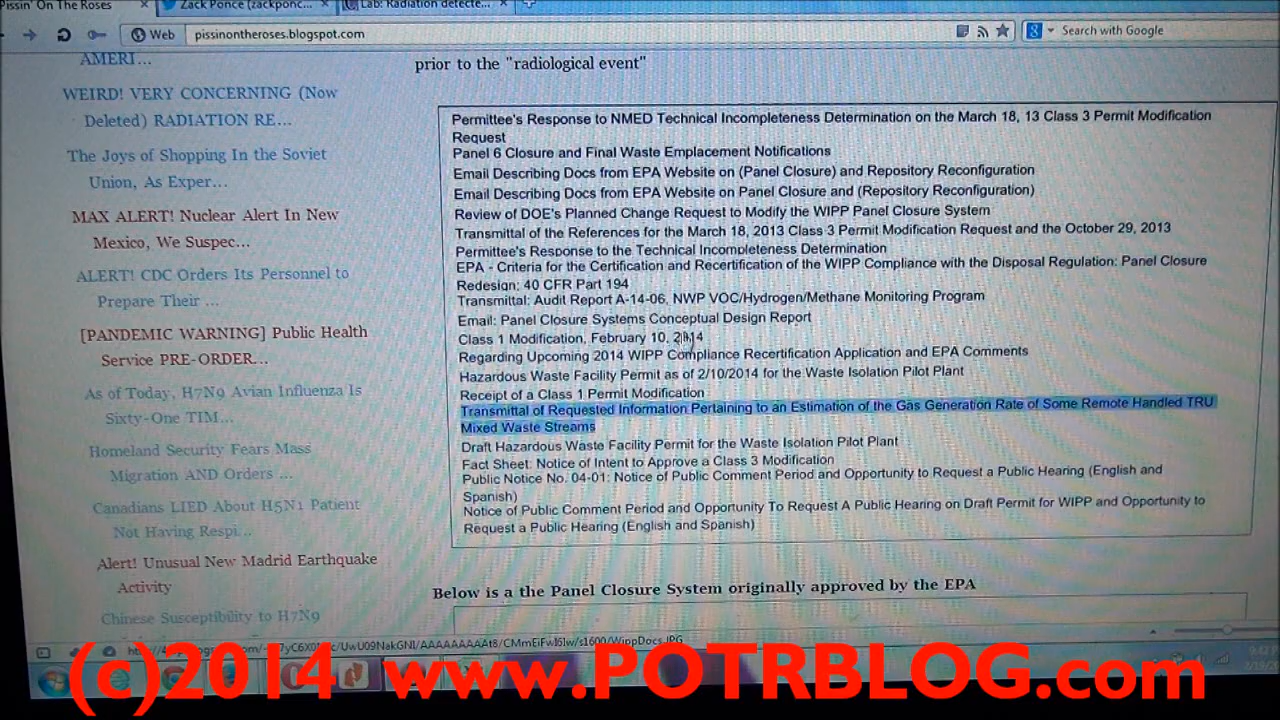 Pissin' On The Roses
Zack Ponce (zackponc...
Lab: Radiation detecte...
Web
pissinontheroses.blogspot.com
Search with Google
AMERI...
WEIRD! VERY CONCERNING (Now
Deleted) RADIATION RE...
The Joys of Shopping In the Soviet
Union, As Exper...
MAX ALERT! Nuclear Alert In New
Mexico, We Suspec...
ALERT! CDC Orders Its Personnel to
Prepare Their ...
[PANDEMIC WARNING] Public Health
Service PRE-ORDER...
As of Today, H7N9 Avian Influenza Is
Sixty-One TIM...
Homeland Security Fears Mass
Migration AND Orders ...
Canadians LIED About H5N1 Patient
Not Having Respi...
Alert! Unusual New Madrid Earthquake
Activity
Chinese Susceptibility to H7N9
prior to the "radiological event"
Permittee's Response to NMED Technical Incompleteness Determination on the March 18, 13 Class 3 Permit Modification
Request
Panel 6 Closure and Final Waste Emplacement Notifications
Email Describing Docs from EPA Website on (Panel Closure) and Repository Reconfiguration
Email Describing Docs from EPA Website on Panel Closure and (Repository Reconfiguration)
Review of DOE's Planned Change Request to Modify the WIPP Panel Closure System
Transmittal of the References for the March 18, 2013 Class 3 Permit Modification Request and the October 29, 2013
Permittee's Response to the Technical Incompleteness Determination
EPA - Criteria for the Certification and Recertification of the WIPP Compliance with the Disposal Regulation: Panel Closure
Redesign: 40 CFR Part 194
Transmittal: Audit Report A-14-06, NWP VOC/Hydrogen/Methane Monitoring Program
Email: Panel Closure Systems Conceptual Design Report
Class 1 Modification, February 10, 2014
Regarding Upcoming 2014 WIPP Compliance Recertification Application and EPA Comments
Hazardous Waste Facility Permit as of 2/10/2014 for the Waste Isolation Pilot Plant
Receipt of a Class 1 Permit Modification
Transmittal of Requested Information Pertaining to an Estimation of the Gas Generation Rate of Some Remote Handled TRU
Mixed Waste Streams
Draft Hazardous Waste Facility Permit for the Waste Isolation Pilot Plant
Fact Sheet: Notice of Intent to Approve a Class 3 Modification
Public Notice No. 04-01: Notice of Public Comment Period and Opportunity to Request a Public Hearing (English and
Spanish)
Notice of Public Comment Period and Opportunity To Request A Public Hearing on Draft Permit for WIPP and Opportunity to
Request a Public Hearing (English and Spanish)
Below is a the Panel Closure System originally approved by the EPA
(c)2014 www.POTRBLOG.com